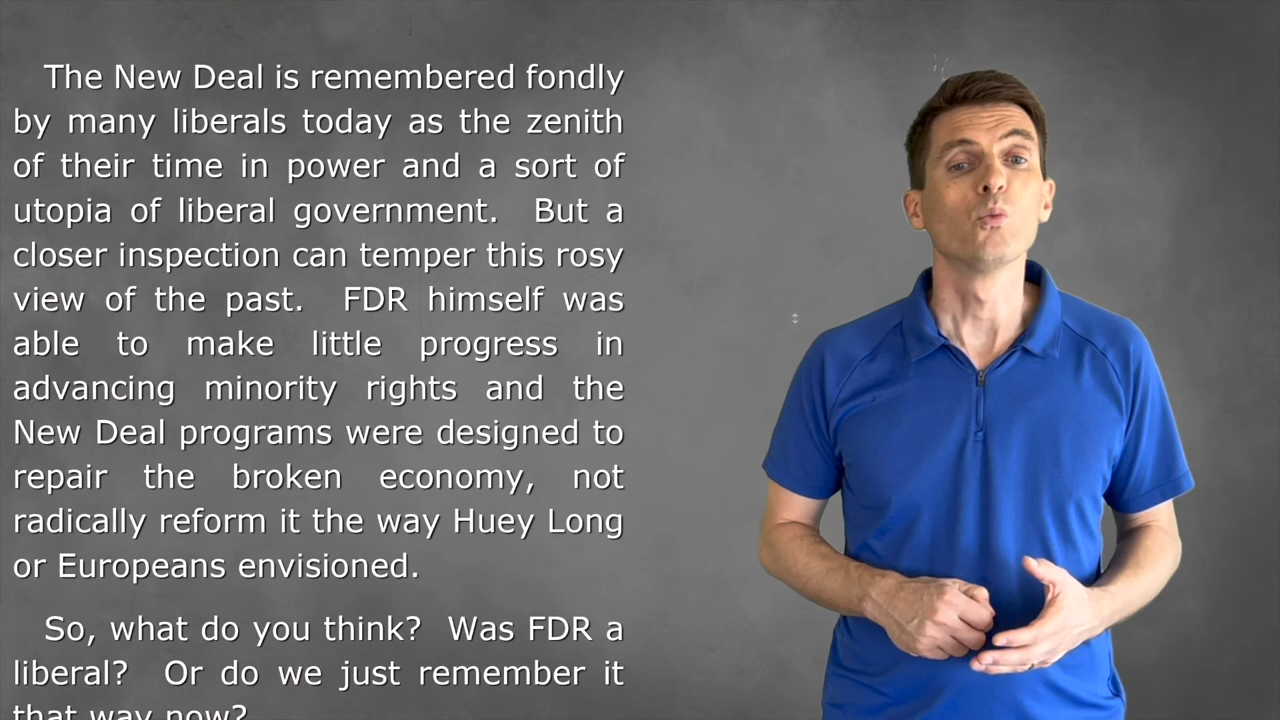 The New Deal is remembered fondly
by many liberals today as the zenith
of their time in power and a sort of
utopia of liberal government. But a
closer inspection can temper this rosy
view of the past. FDR himself was
able to make little progress in
advancing minority rights and the
New Deal programs were designed to
repair the broken economy, not
radically reform it the way Huey Long
or Europeans envisioned.
So, what do you think? Was FDR a
liberal? Or do we just remember it
that way now?